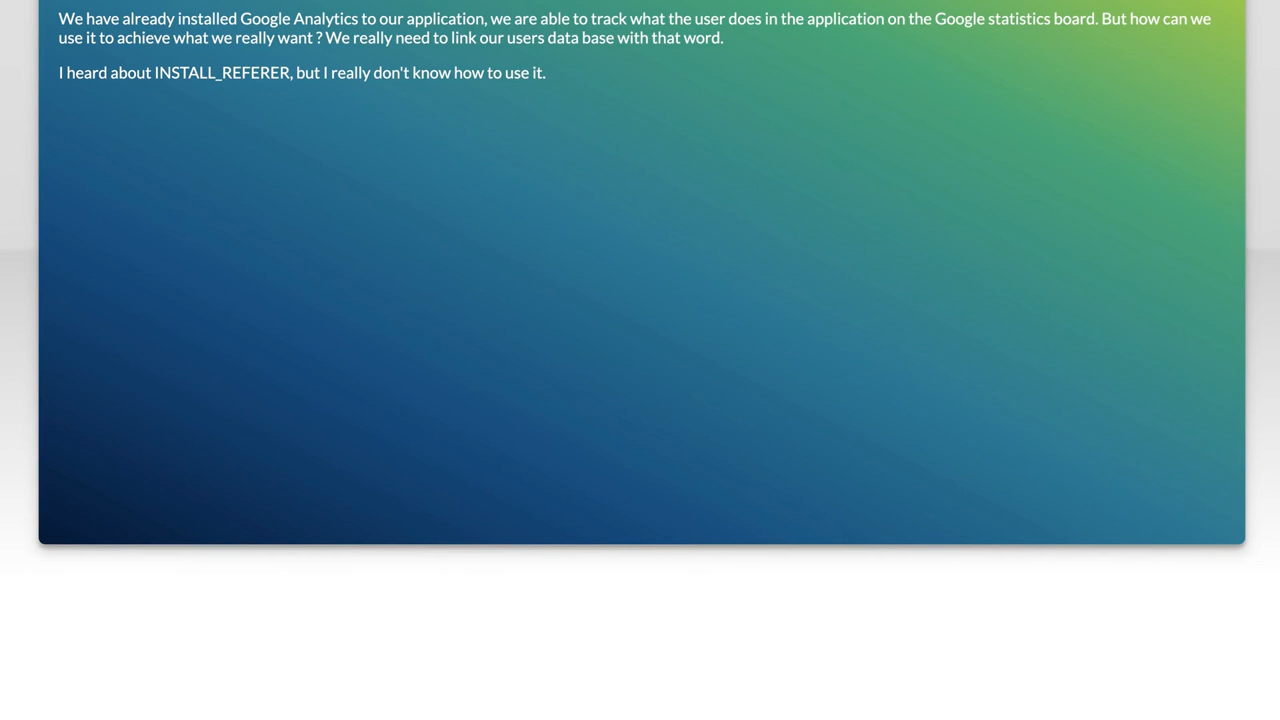 We have already installed Google Analytics to our application, we are able to track what the user does in the application on the Google statistics board. But how can we
use it to achieve what we really want ? We really need to link our users data base with that word.
I heard about INSTALL_REFERER, but I really don't know how to use it.